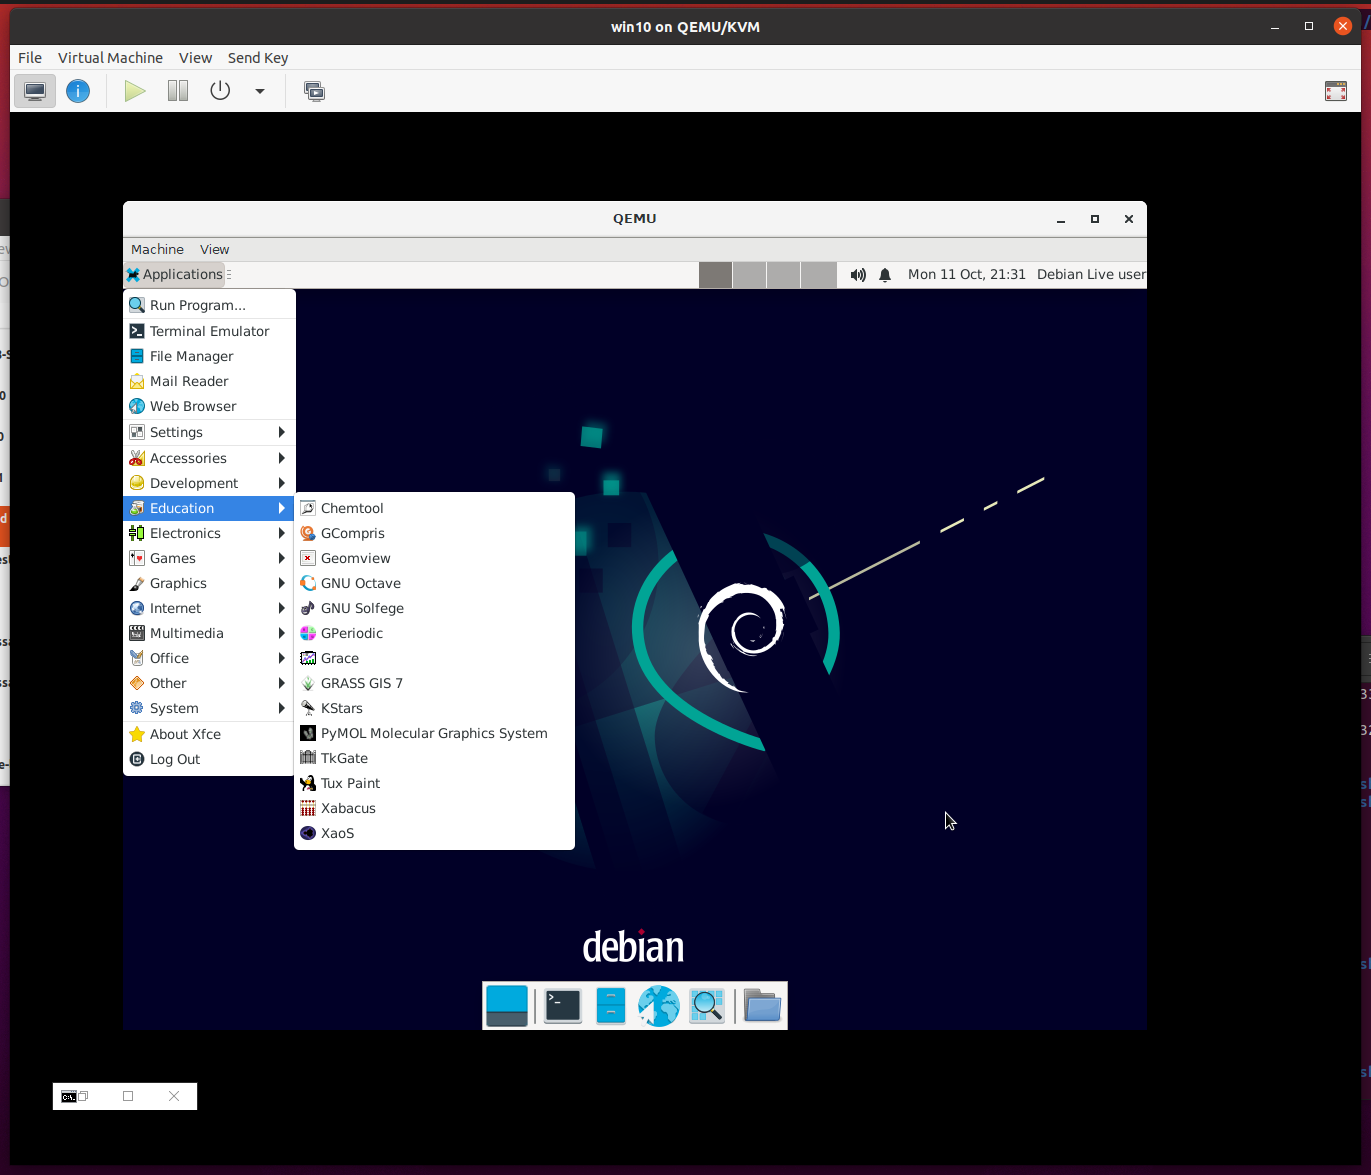 win10 on QEMU/KVM
File Virtual Machine View Send Key
QEMU
Machine View
Applications Mon 11 Oct, 21:31 Debian Live user
Run Program...
Terminal Emulator
File Manager
Mail Reader
Web Browser
Settings
Accessories
Development
Education
Electronics
Games
Graphics
Internet
Multimedia
Office
Other
System
About Xfce
Log Out
Chemtool
GCompris
Geomview
GNU Octave
GNU Solfege
GPeriodic
Grace
GRASS GIS 7
KStars
PyMOL Molecular Graphics System
TkGate
Tux Paint
Xabacus
XaoS
debian
C:\.